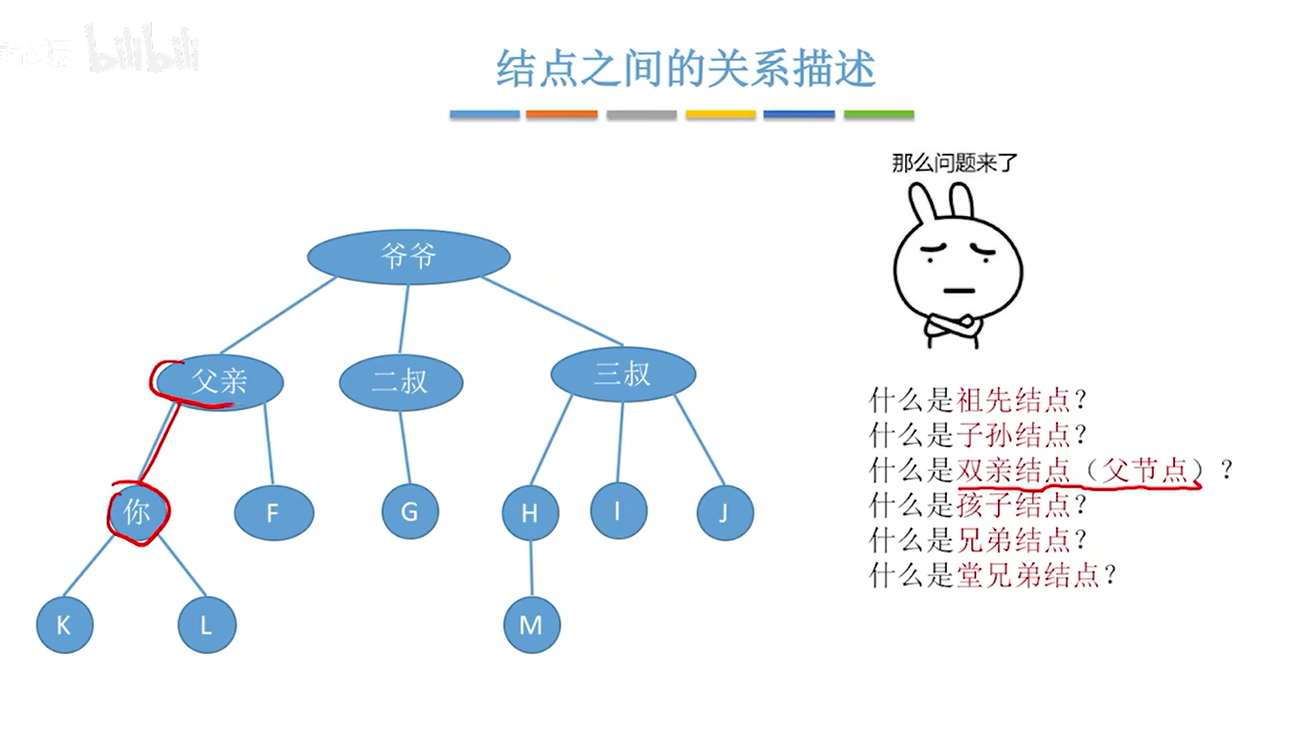 bilibili
结点之间的关系描述
那么问题来了
爷爷
父亲
二叔
三叔
你
F
G
H
I
J
K
L
M
什么是祖先结点？
什么是子孙结点？
什么是双亲结点（父节点）？
什么是孩子结点？
什么是兄弟结点？
什么是堂兄弟结点？